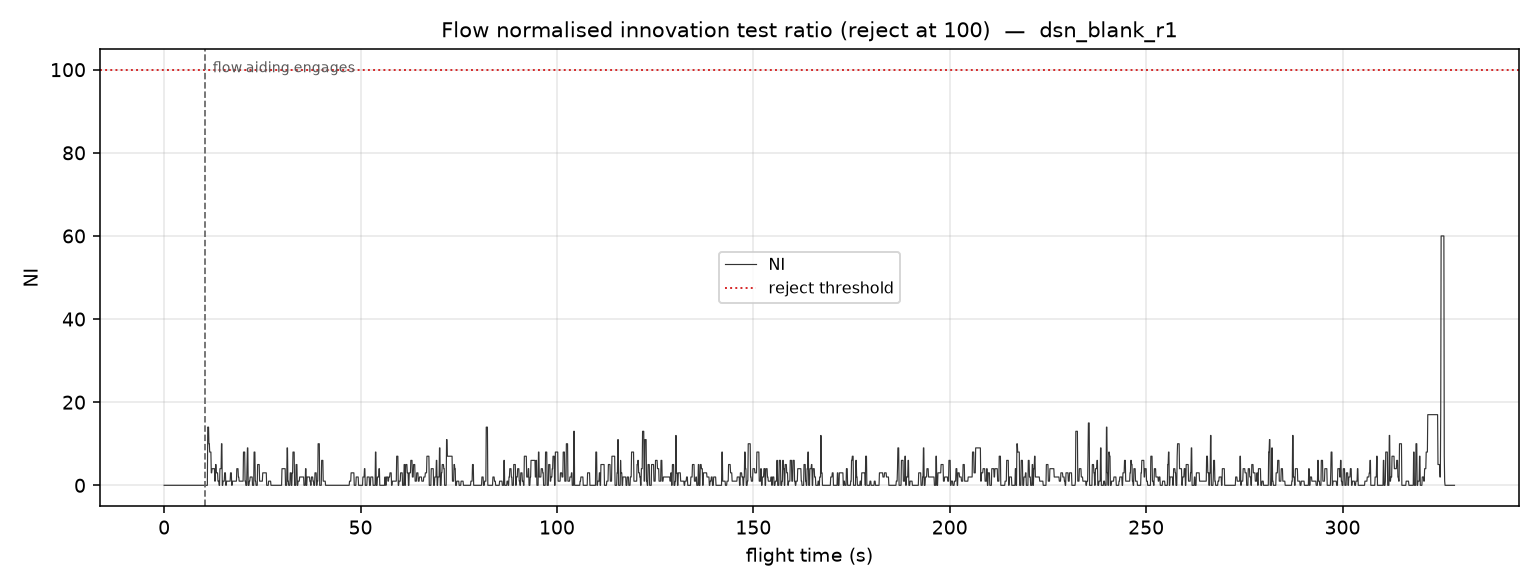 Flow normalised innovation test ratio (reject at 100) — dsn_blank_r1
flow aiding engages
100
80
60
40
20
0
NI
NI
reject threshold
0 50 100 150 200 250 300
flight time (s)